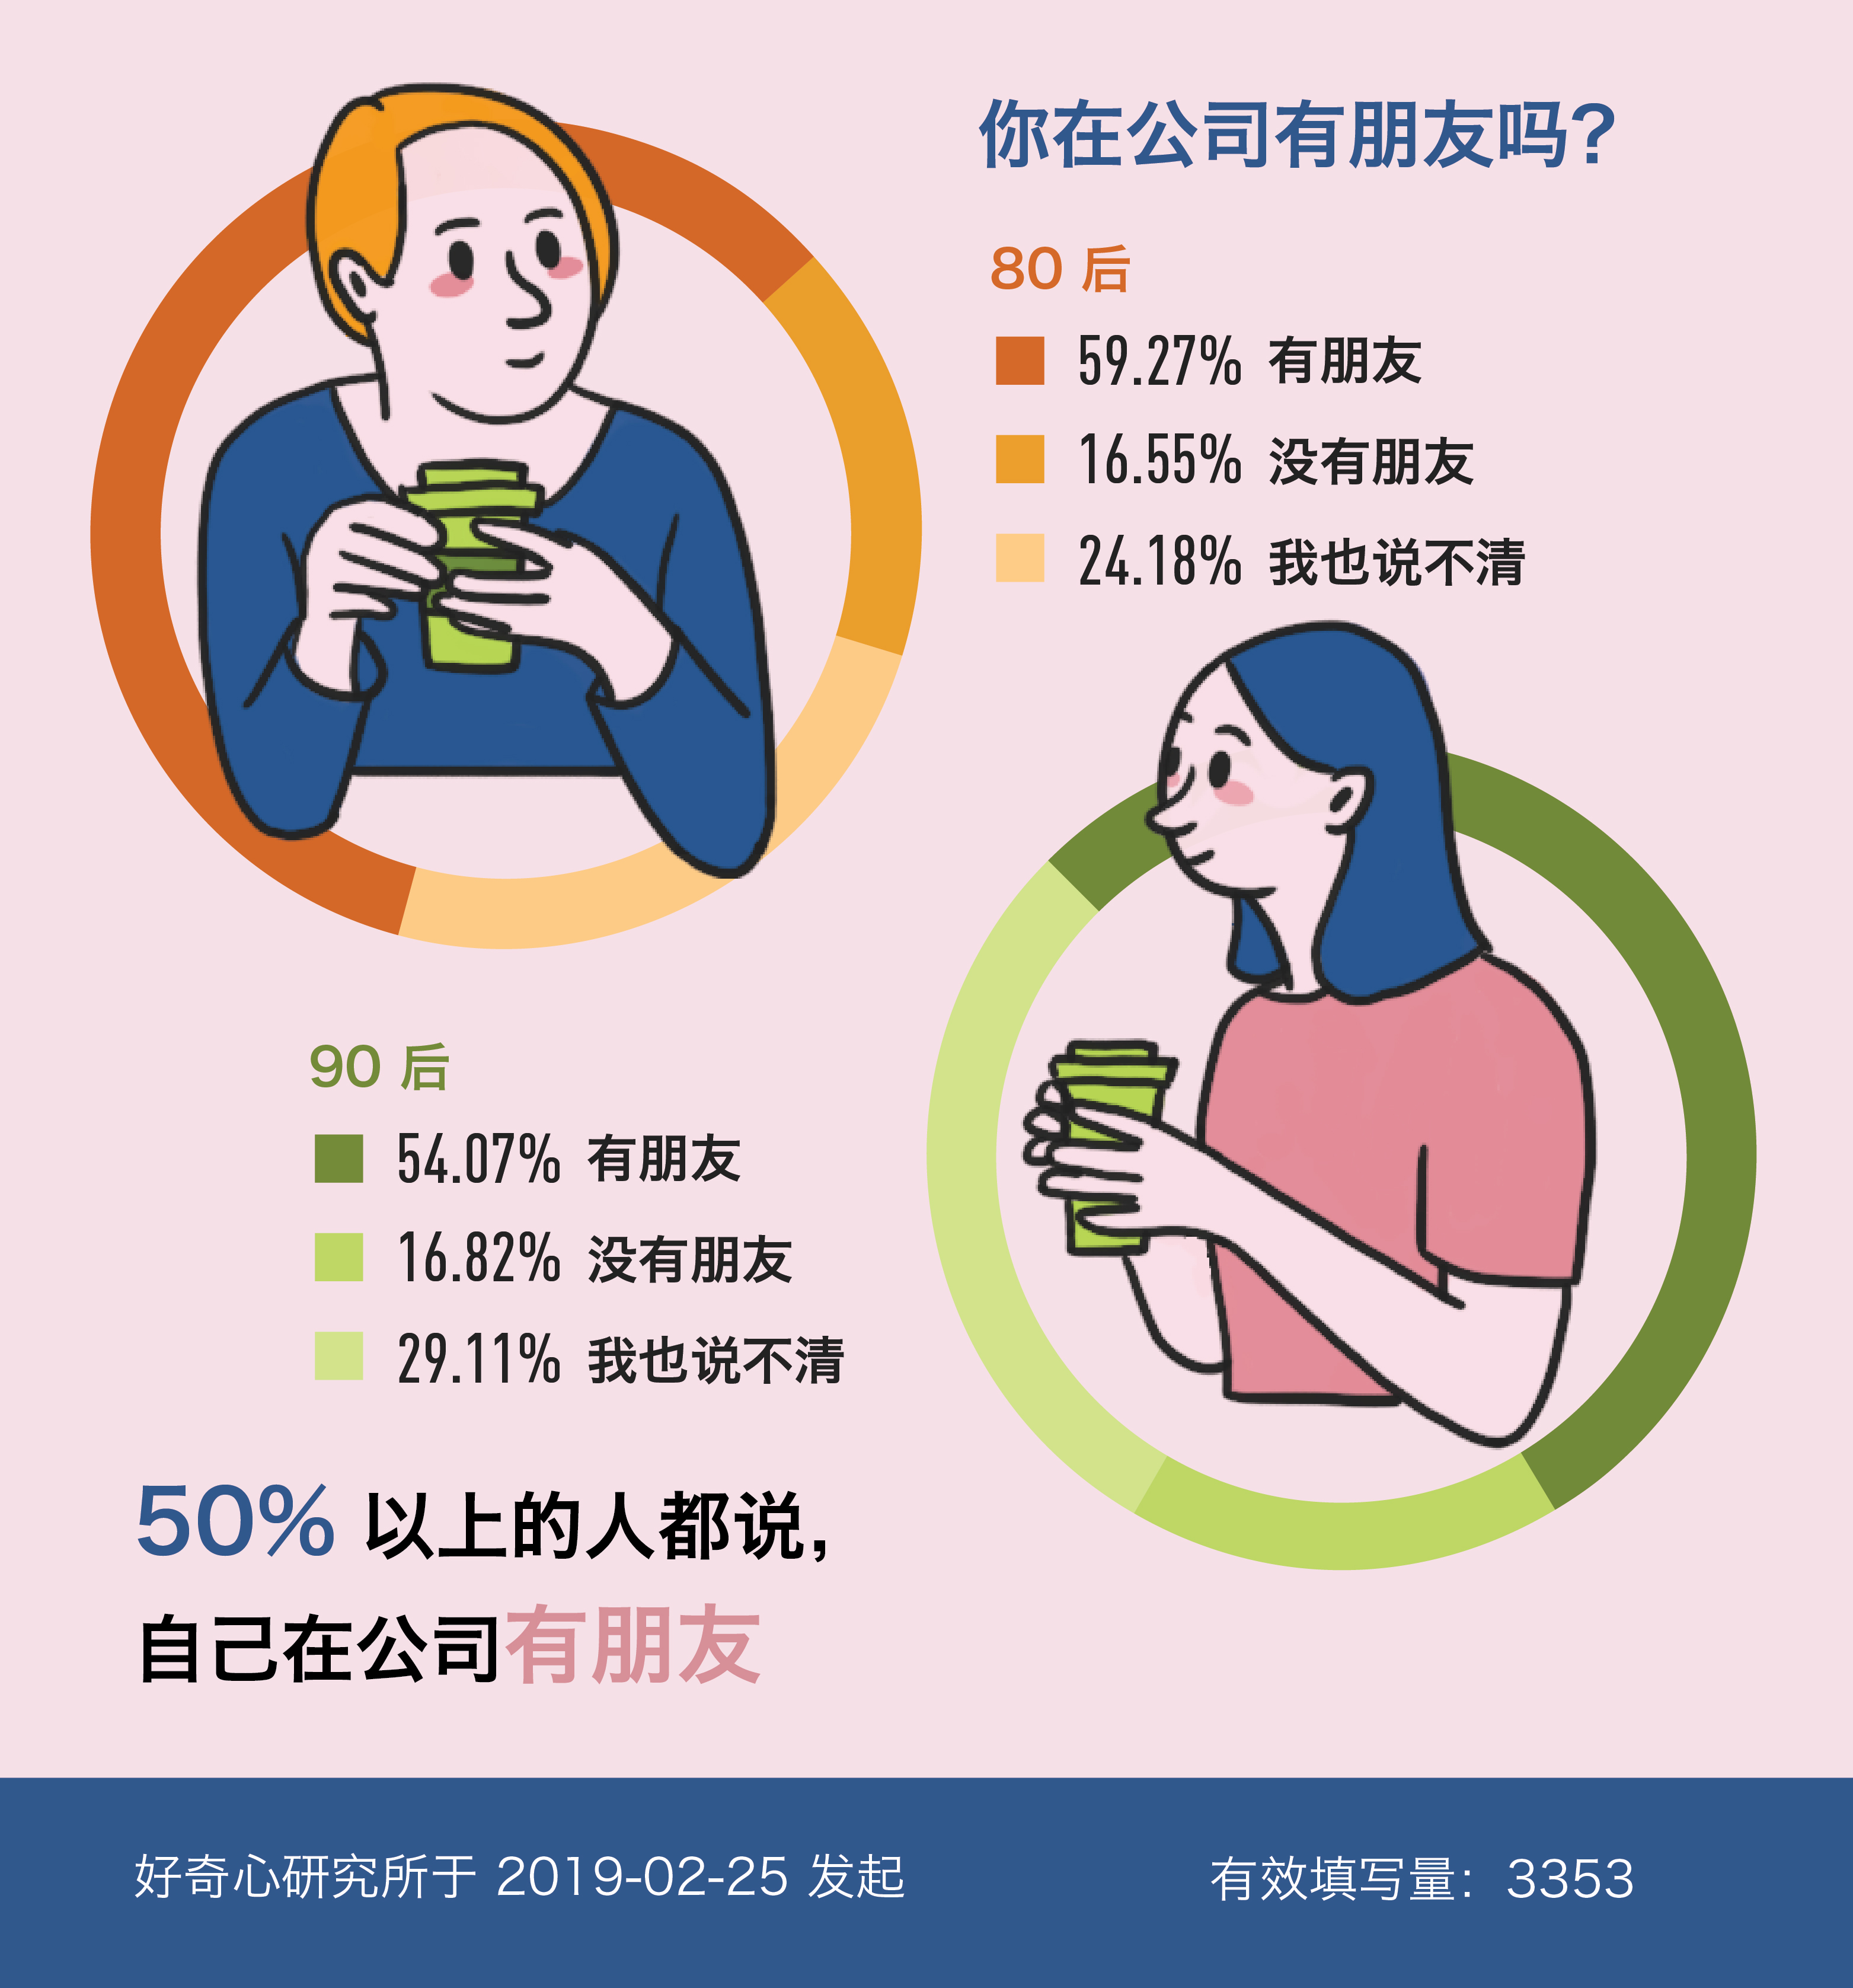 你在公司有朋友吗?
80 后
59.27% 有朋友
16.55% 没有朋友
24.18% 我也说不清
90 后
54.07% 有朋友
16.82% 没有朋友
29.11% 我也说不清
50% 以上的人都说,
自己在公司有朋友
好奇心研究所于 2019-02-25 发起
有效填写量: 3353